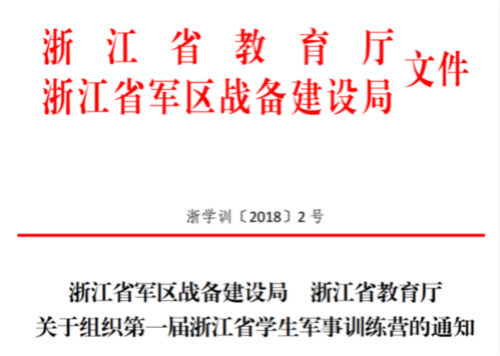 浙江省教育厅
浙江省军区战备建设局
文件
浙学训〔2018〕2号
浙江省军区战备建设局 浙江省教育厅
关于组织第一届浙江省学生军事训练营的通知